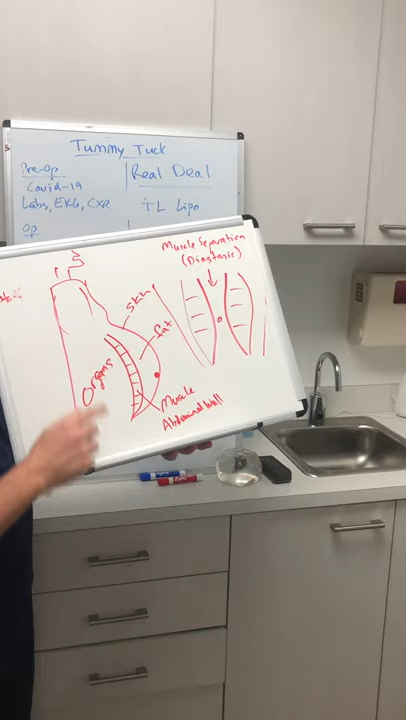 Tummy Tuck
Pre-Op
Covid-19
Labs, EKG, CXR
Op
Real Deal
± TL Lipo
Muscle Separation
(Diastasis)
skin
fat
Organs
Muscle
Abdominal Wall